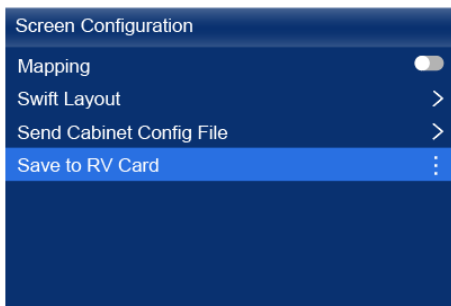 Screen Configuration
Mapping
Swift Layout
Send Cabinet Config File
Save to RV Card